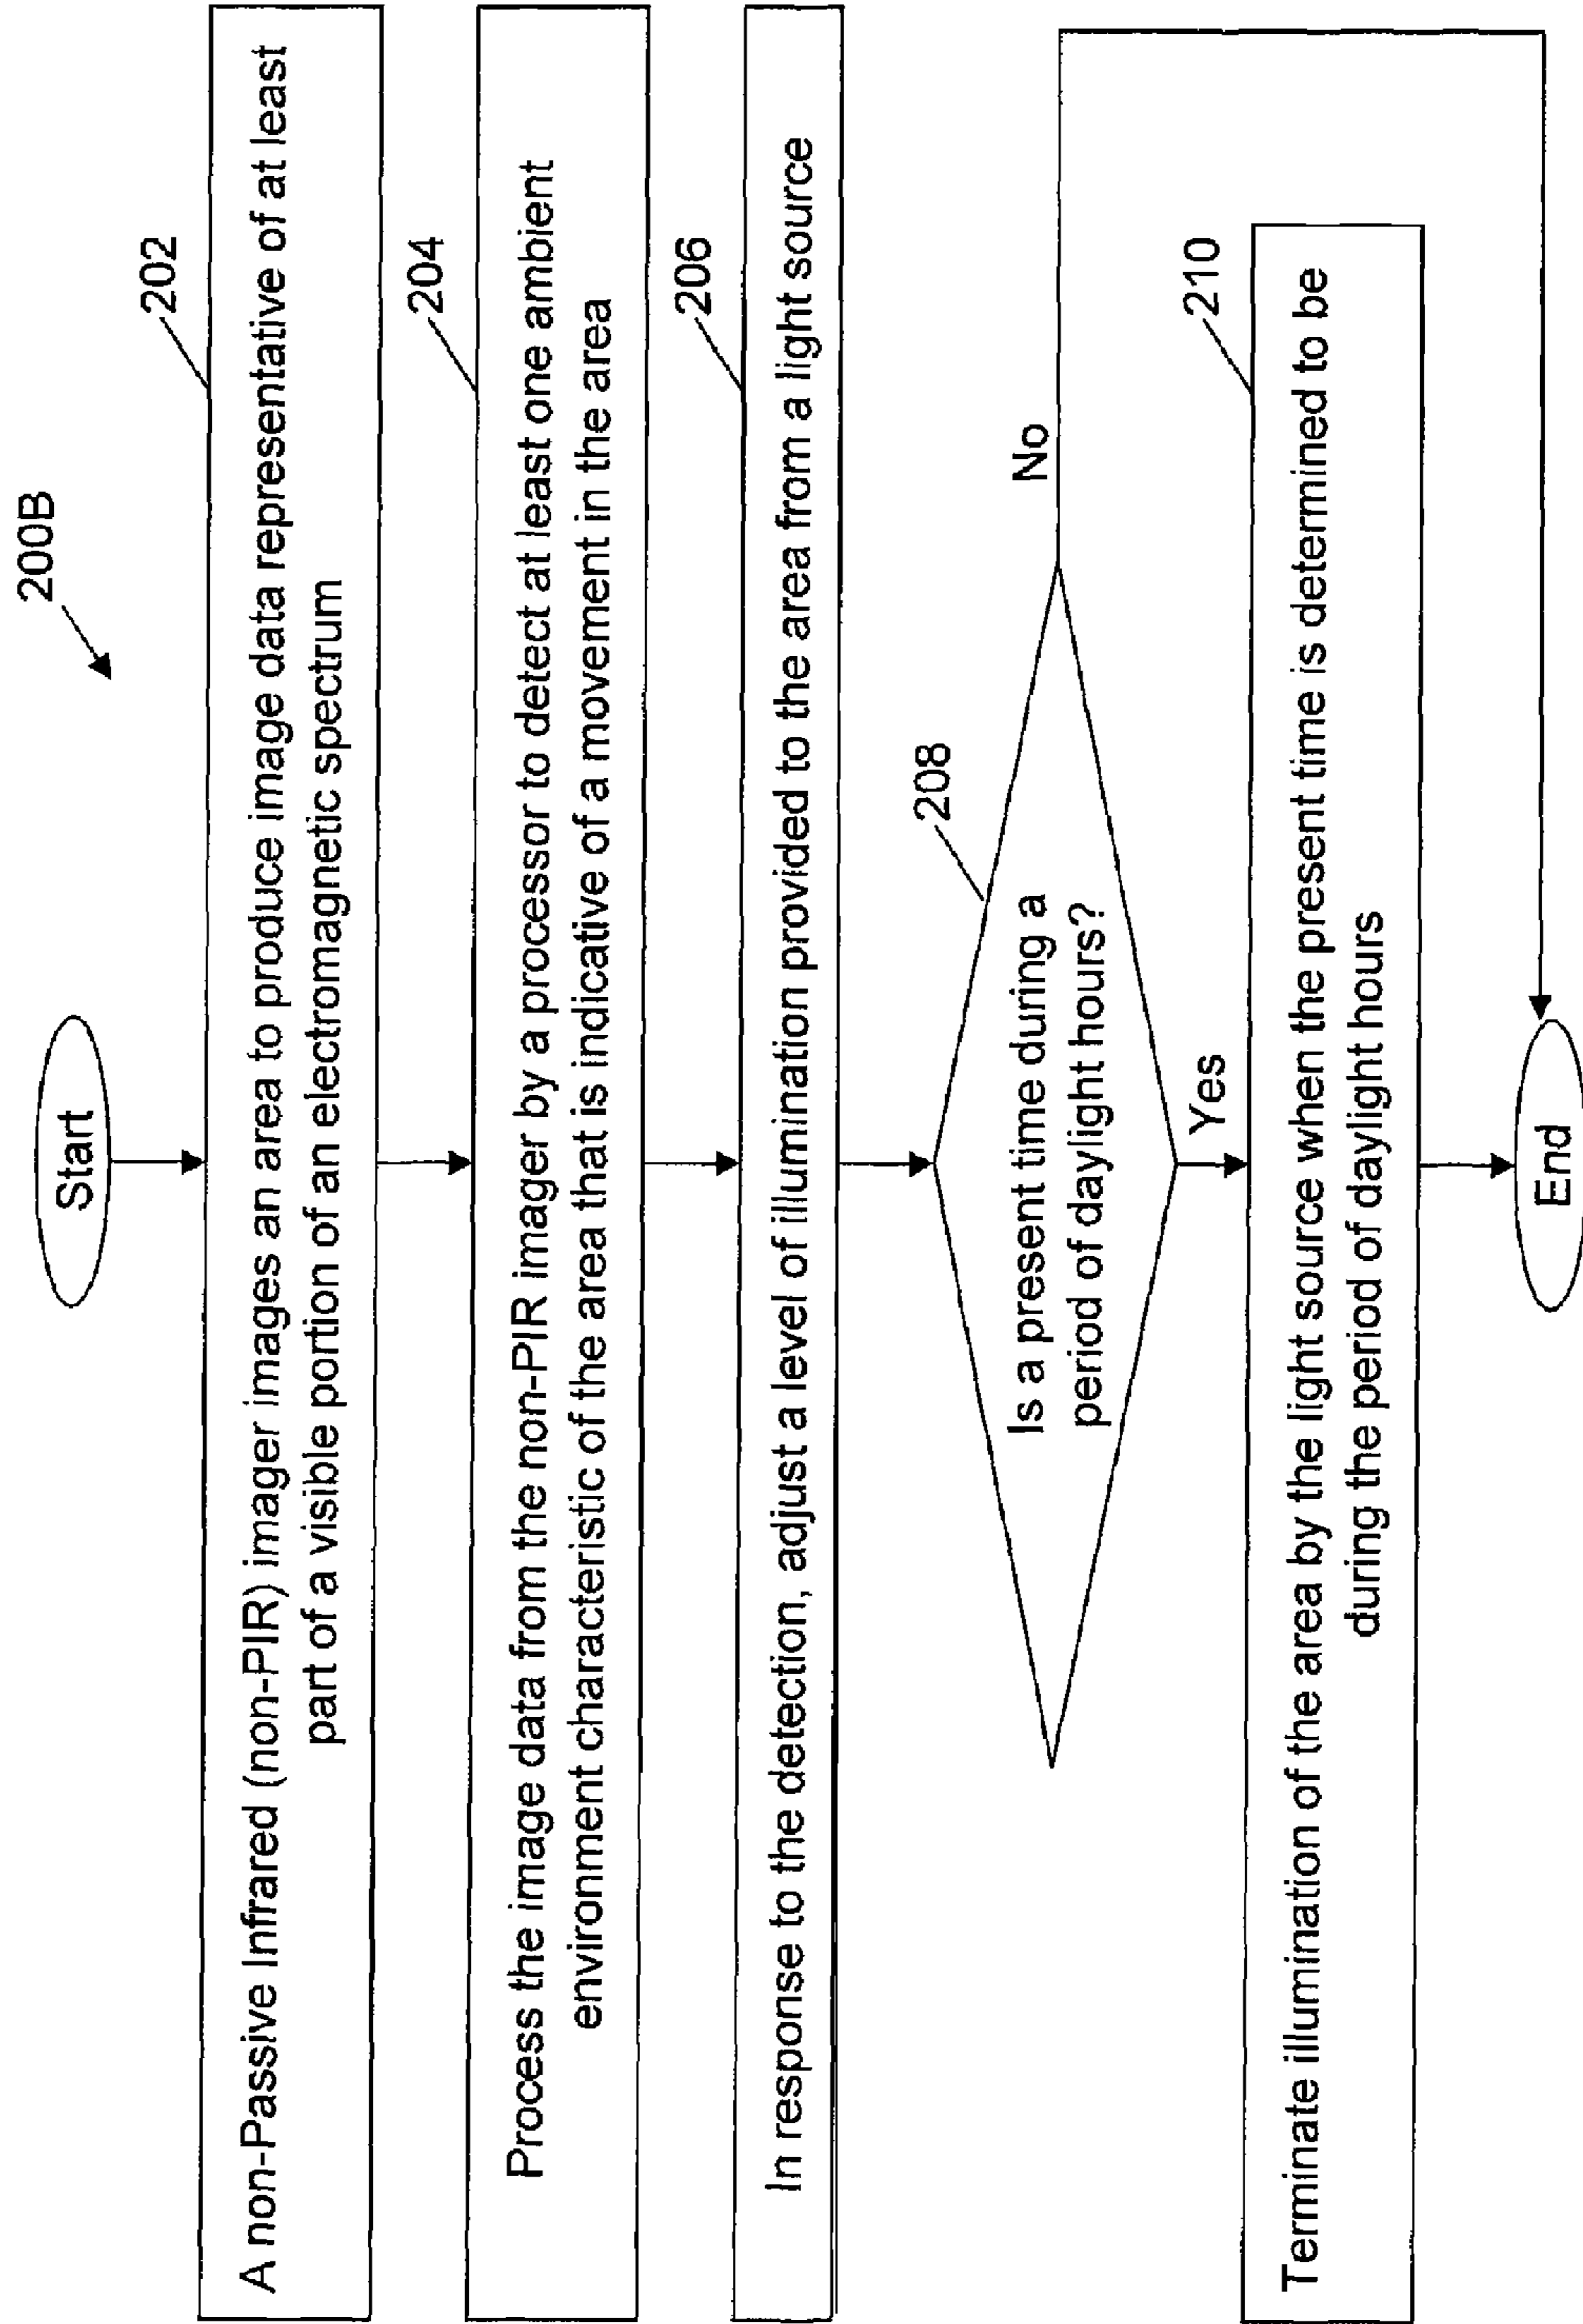 200B
Start
202
A non-Passive Infrared (non-PIR) imager images an area to produce image data representative of at least
part of a visible portion of an electromagnetic spectrum
204
Process the image data from the non-PIR imager by a processor to detect at least one ambient
environment characteristic of the area that is indicative of a movement in the area
206
In response to the detection, adjust a level of illumination provided to the area from a light source
208
Is a present time during a
period of daylight hours?
No
Yes
210
Terminate illumination of the area by the light source when the present time is determined to be
during the period of daylight hours
End